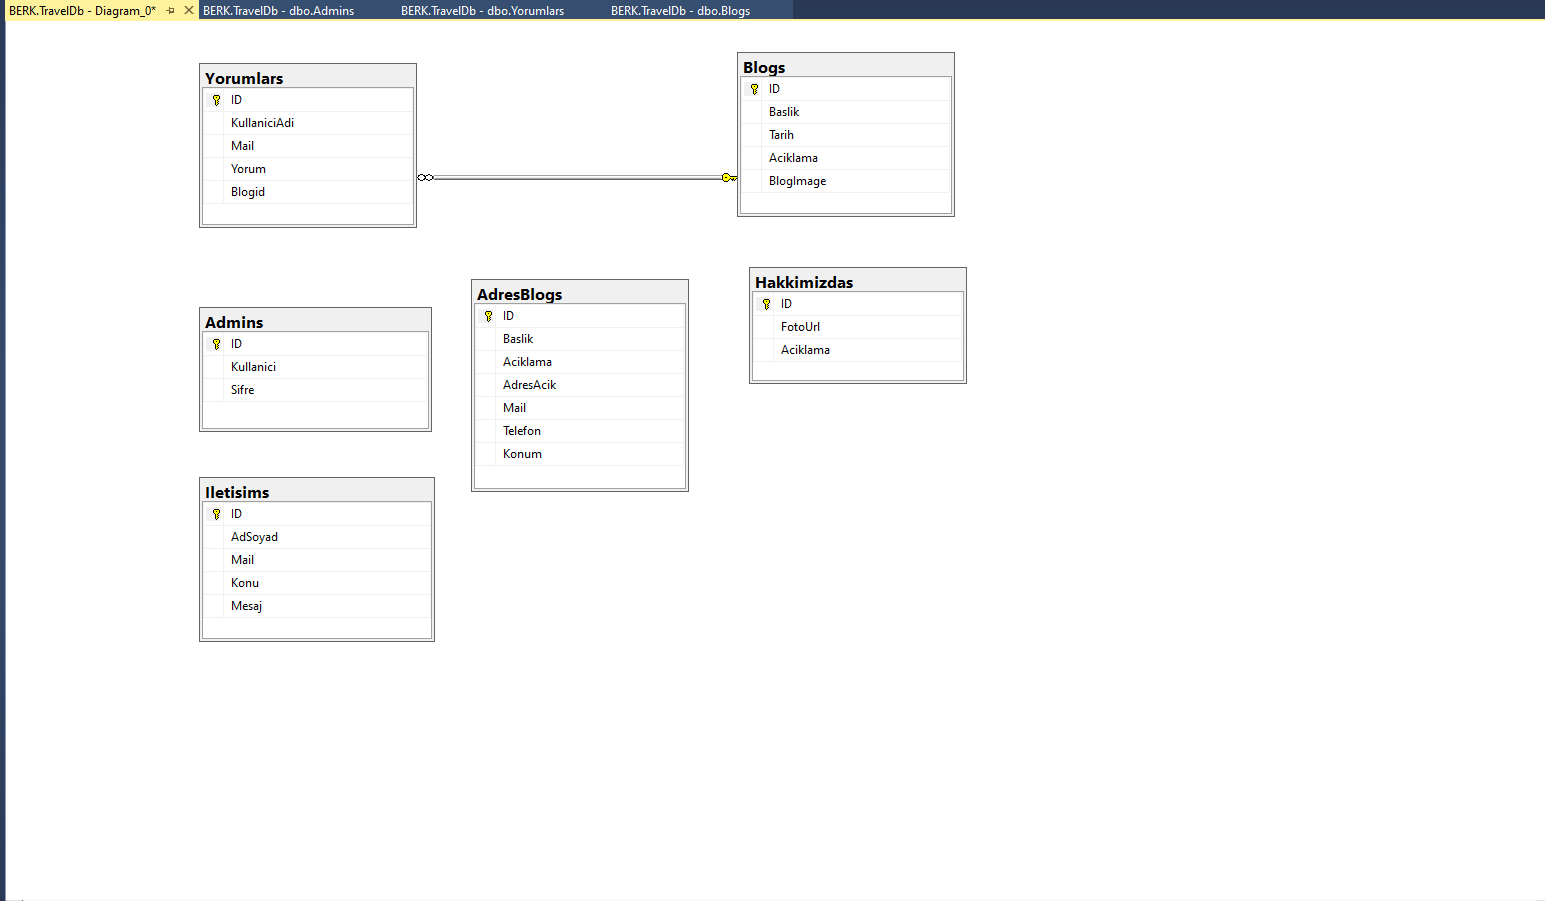 BERK.TravelDb - Diagram_0*
BERK.TravelDb - dbo.Admins
BERK.TravelDb - dbo.Yorumlars
BERK.TravelDb - dbo.Blogs
Yorumlars
ID
KullaniciAdi
Mail
Yorum
Blogid
Blogs
ID
Baslik
Tarih
Aciklama
BlogImage
Admins
ID
Kullanici
Sifre
AdresBlogs
ID
Baslik
Aciklama
AdresAcik
Mail
Telefon
Konum
Hakkimizdas
ID
FotoUrl
Aciklama
Iletisims
ID
AdSoyad
Mail
Konu
Mesaj